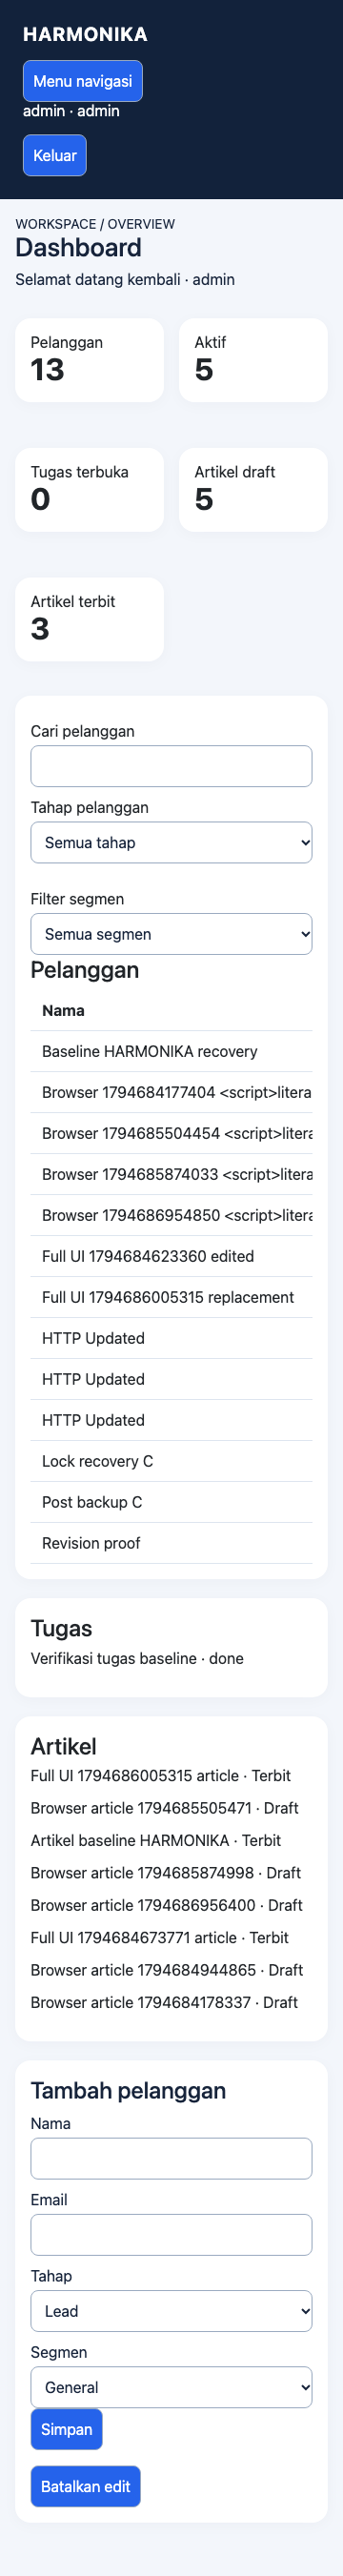 HARMONIKA
Menu navigasi
admin · admin
Keluar
WORKSPACE / OVERVIEW
Dashboard
Selamat datang kembali · admin
Pelanggan
13
Aktif
5
Tugas terbuka
0
Artikel draft
5
Artikel terbit
3
Cari pelanggan
Tahap pelanggan
Semua tahap
Filter segmen
Semua segmen
Pelanggan
Nama
Baseline HARMONIKA recovery
Browser 1794684177404 <script>litera
Browser 1794685504454 <script>litera
Browser 1794685874033 <script>litera
Browser 1794686954850 <script>litera
Full UI 1794684623360 edited
Full UI 1794686005315 replacement
HTTP Updated
HTTP Updated
HTTP Updated
Lock recovery C
Post backup C
Revision proof
Tugas
Verifikasi tugas baseline · done
Artikel
Full UI 1794686005315 article · Terbit
Browser article 1794685505471 · Draft
Artikel baseline HARMONIKA · Terbit
Browser article 1794685874998 · Draft
Browser article 1794686956400 · Draft
Full UI 1794684673771 article · Terbit
Browser article 1794684944865 · Draft
Browser article 1794684178337 · Draft
Tambah pelanggan
Nama
Email
Tahap
Lead
Segmen
General
Simpan
Batalkan edit